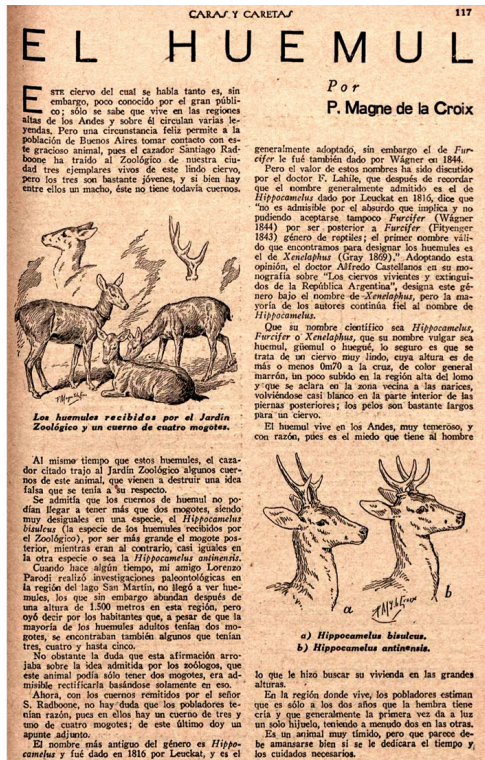 CARAS Y CARETAS
117
EL HUEMUL
Por
P. Magne de la Croix
ESTE ciervo del cual se habla tanto es, sin
embargo, poco conocido por el gran públi-
co; sólo se sabe que vive en las regiones
altas de los Andes y sobre él circulan varias le-
yendas. Pero una circunstancia feliz permite a la
población de Buenos Aires tomar contacto con es-
te gracioso animal, pues el cazador Santiago Rad-
boone ha traído al Zoológico de nuestra ciu-
dad tres ejemplares vivos de este lindo ciervo,
pero los tres son bastante jóvenes, y si bien hay
entre ellos un macho, éste no tiene todavía cuernos.
Los huemules recibidos por el Jardín
Zoológico y un cuerno de cuatro mogotes.
Al mismo tiempo que estos huemules, el caza-
dor citado trajo al Jardín Zoológico algunos cuer-
nos de este animal, que vienen a destruir una idea
falsa que se tenía a su respecto.
Se admitía que los cuernos de huemul no po-
dían llegar a tener más que dos mogotes, siendo
muy desiguales en una especie, el Hippocamelus
bisulcus (la especie de los huemules recibidos por
el Zoológico), por ser más grande el mogote pos-
terior, mientras eran al contrario, casi iguales en
la otra especie o sea la Hippocamelus antinensis.
Cuando hace algún tiempo, mi amigo Lorenzo
Parodi realizó investigaciones paleontológicas en
la región del lago San Martín, no llegó a ver hue-
mules, los que sin embargo abundan después de
una altura de 1.500 metros en esta región, pero
oyó decir por los habitantes que, a pesar de que la
mayoría de los huemules adultos tenían dos mo-
gotes, se encontraban también algunos que tenían
tres, cuatro y hasta cinco.
No obstante la duda que esta afirmación arro-
jaba sobre la idea admitida por los zoólogos, que
este animal podía sólo tener dos mogotes, era ad-
misible rectificarla basándose solamente en eso.
Ahora, con los cuernos remitidos por el señor
S. Radboone, no hay duda que los pobladores te-
nían razón, pues en ellos hay un cuerno de tres y
uno de cuatro mogotes; de este último doy un
apunte adjunto.
El nombre más antiguo del género es Hippo-
camelus y fué dado en 1816 por Leuckat, y es el
generalmente adoptado, sin embargo el de Fur-
cifer le fué también dado por Wágner en 1844.
Pero el valor de estos nombres ha sido discutido
por el doctor F. Lahile, que después de recordar
que el nombre generalmente admitido es el de
Hipocamelus dado por Leuckat en 1816, dice que
"no es admisible por el absurdo que implica y no
pudiendo aceptarse tampoco Furcifer (Wágner
1844) por ser posterior a Furcifer (Fityenger
1843) género de reptiles; el primer nombre váli-
do que encontramos para designar los huemules es
el de Xenelaphus (Gray 1869)." Adoptando esta
opinión, el doctor Alfredo Castellanos en su mo-
nografía sobre "Los ciervos vivientes y extingui-
dos de la República Argentina", designa este gé-
nero bajo el nombre de Xenelaphus, pero la ma-
yoría de los autores continúa fiel al nombre de
Hippocamelus.
Que su nombre científico sea Hippocamelus,
Furcifer o Xenelaphus, que su nombre vulgar sea
huemul, güemul o huegué, lo seguro es que se
trata de un ciervo muy lindo, cuya altura es de
más o menos 0m70 a la cruz, de color general
marrón, un poco subido en la región alta del lomo
y que se aclara en la zona vecina a las narices,
volviéndose casi blanco en la parte interior de las
piernas posteriores; los pelos son bastante largos
para un ciervo.
El huemul vive en los Andes, muy temeroso, y
con razón, pues es el miedo que tiene al hombre
a
b
a) Hippocamelus bisulcus.
b) Hippocamelus antinensis.
lo que le hizo buscar su vivienda en las grandes
alturas.
En la región donde vive, los pobladores estiman
que es sólo a los dos años que la hembra tiene
cría y que generalmente la primera vez da a luz
un solo hijuelo, teniendo a menudo dos en las otras.
Es un animal muy tímido, pero que parece de-
be amansarse bien si se le dedicara el tiempo y
los cuidados necesarios.